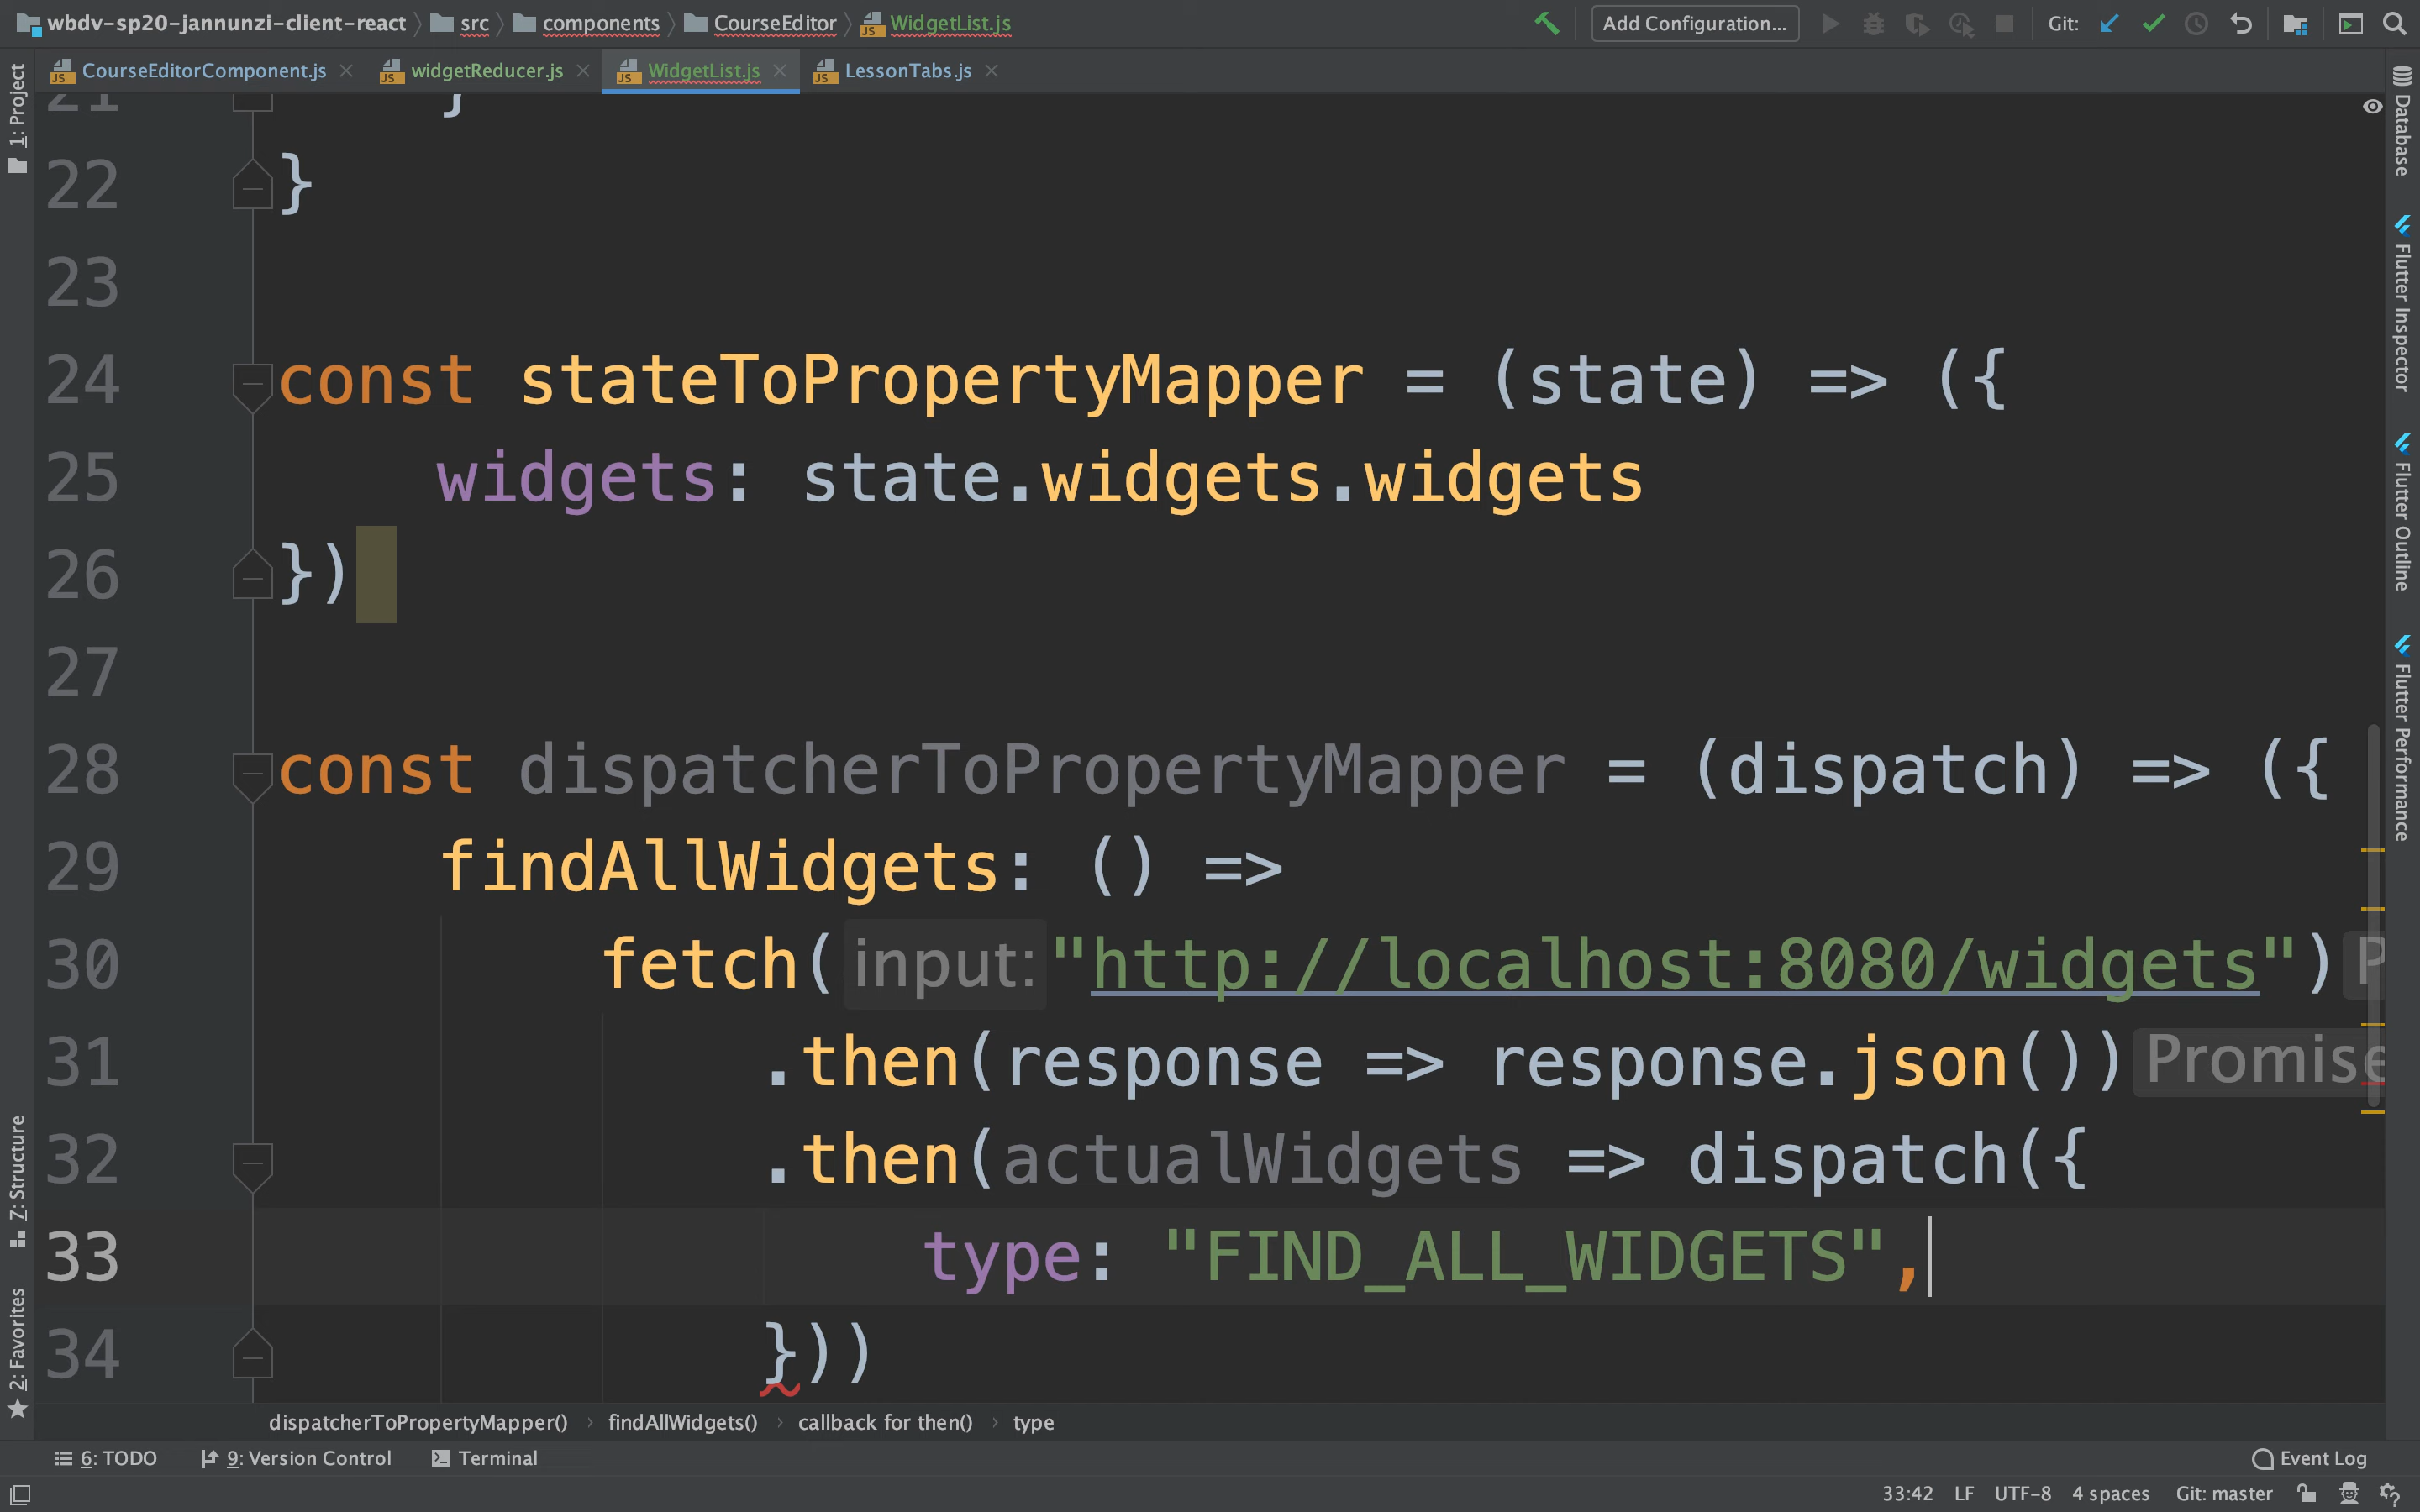 wbdv-sp20-jannunzi-client-react src components CourseEditor WidgetList.js Add Configuration... Git:
CourseEditorComponent.js widgetReducer.js WidgetList.js LessonTabs.js
1: Project
7: Structure
2: Favorites
21 }
22 }
23
24 const stateToPropertyMapper = (state) => ({
25 widgets: state.widgets.widgets
26 })
27
28 const dispatcherToPropertyMapper = (dispatch) => ({
29 findAllWidgets: () =>
30 fetch( input: "http://localhost:8080/widgets") P
31 .then(response => response.json()) Promise
32 .then(actualWidgets => dispatch({
33 type: "FIND_ALL_WIDGETS",
34 }))
Database
Flutter Inspector
Flutter Outline
Flutter Performance
dispatcherToPropertyMapper() findAllWidgets() callback for then() type
6: TODO 9: Version Control Terminal Event Log
33:42 LF UTF-8 4 spaces Git: master